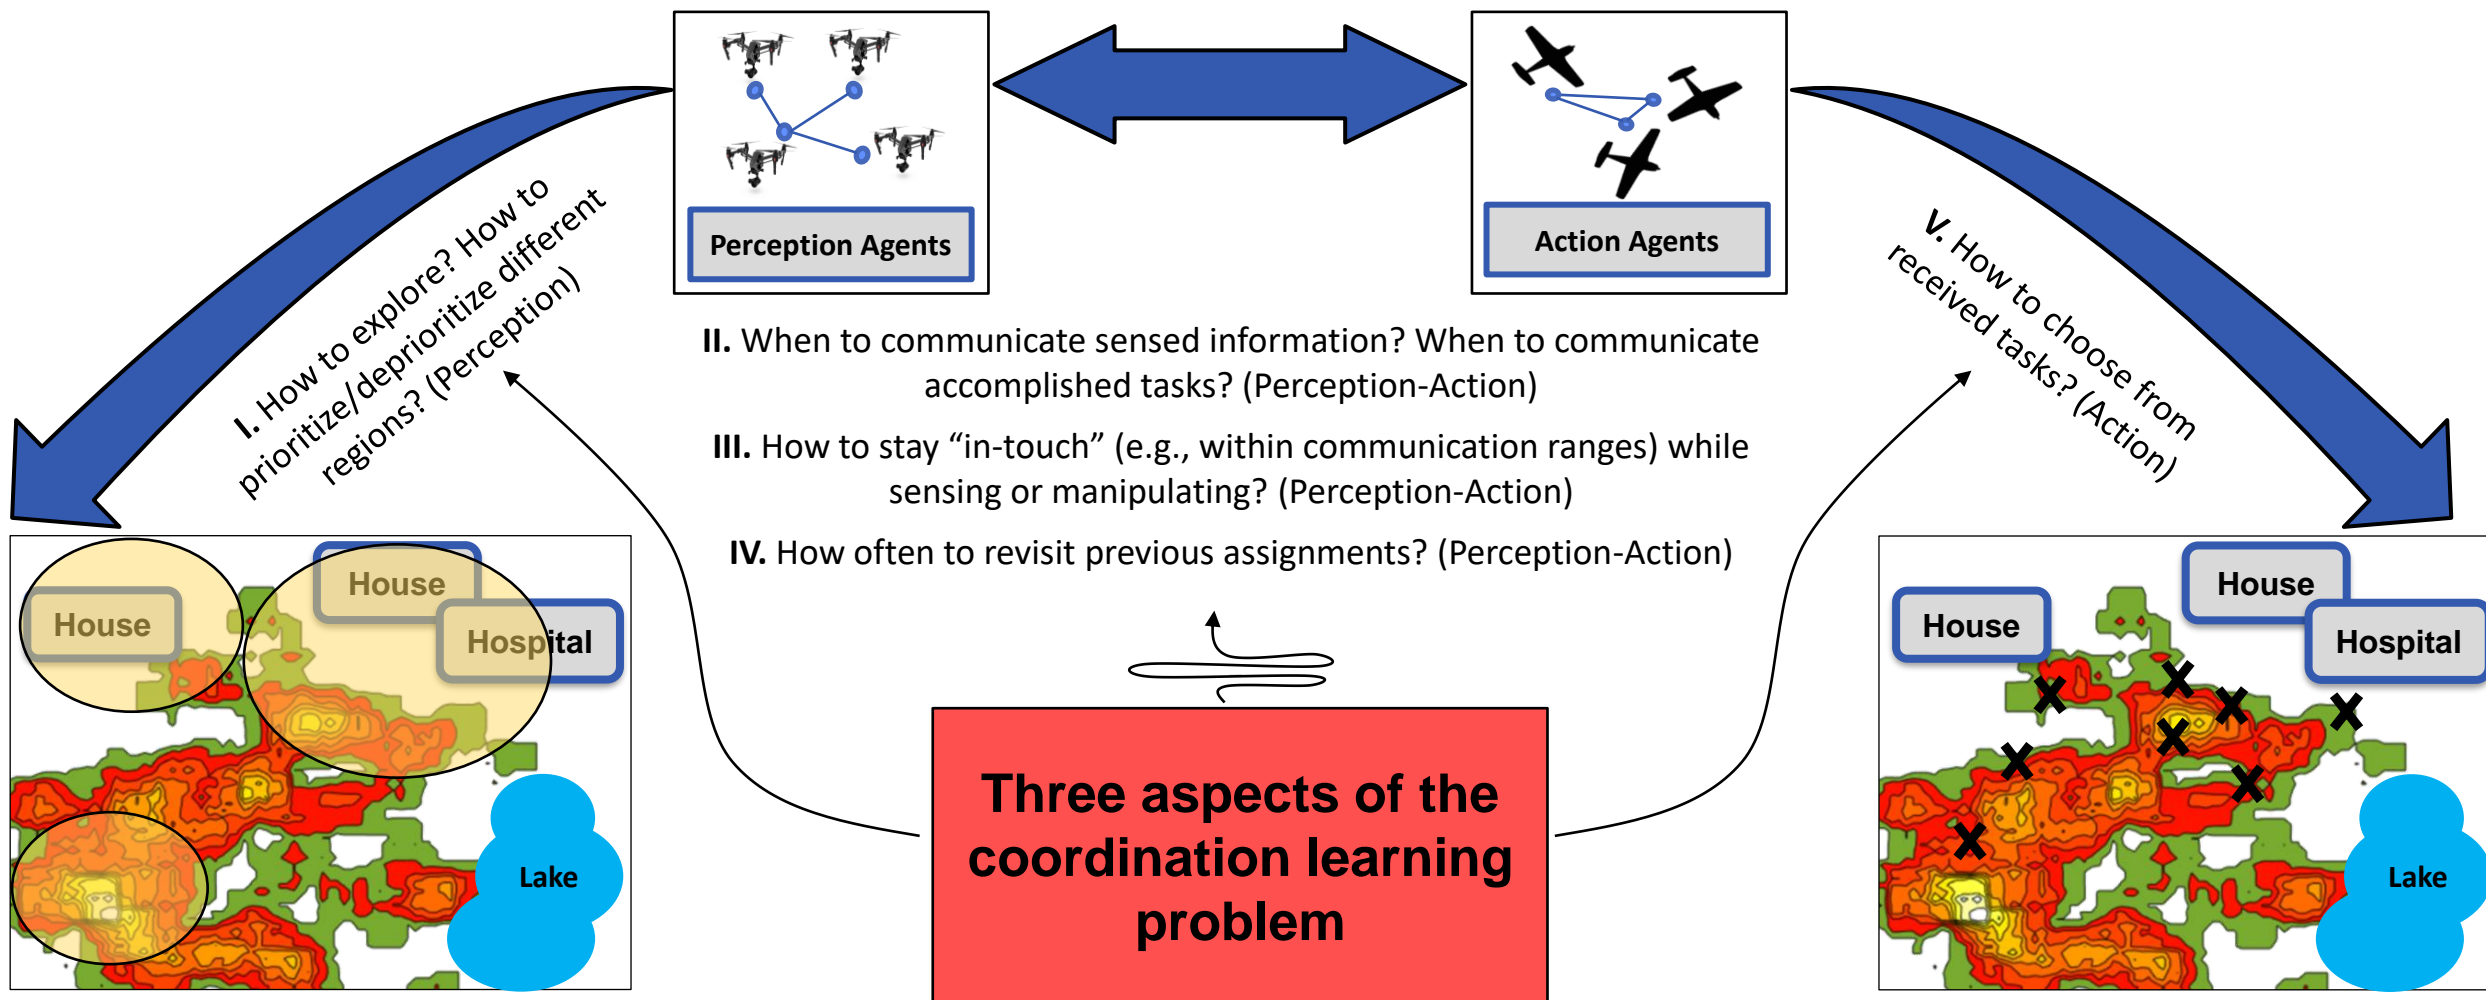 Perception Agents
Action Agents
I. How to explore? How to
prioritize/deprioritize different
regions? (Perception)
II. When to communicate sensed information? When to communicate
accomplished tasks? (Perception-Action)
III. How to stay “in-touch” (e.g., within communication ranges) while
sensing or manipulating? (Perception-Action)
IV. How often to revisit previous assignments? (Perception-Action)
V. How to choose from
received tasks? (Action)
House
House
Hospital
Lake
Three aspects of the
coordination learning
problem
House
House
Hospital
Lake